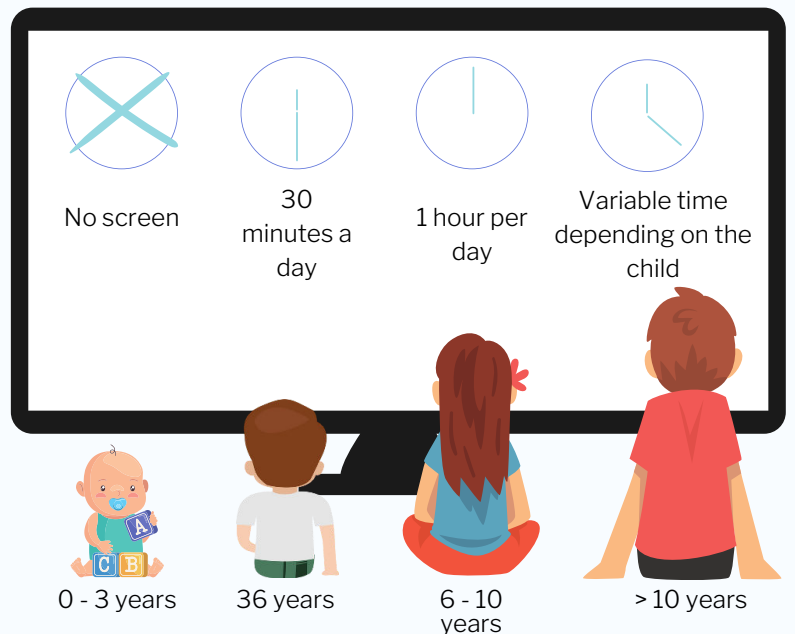 No screen
30
minutes a
day
1 hour per
day
Variable time
depending on the
child
A
C
B
0 - 3 years
36 years
6 - 10
years
> 10 years